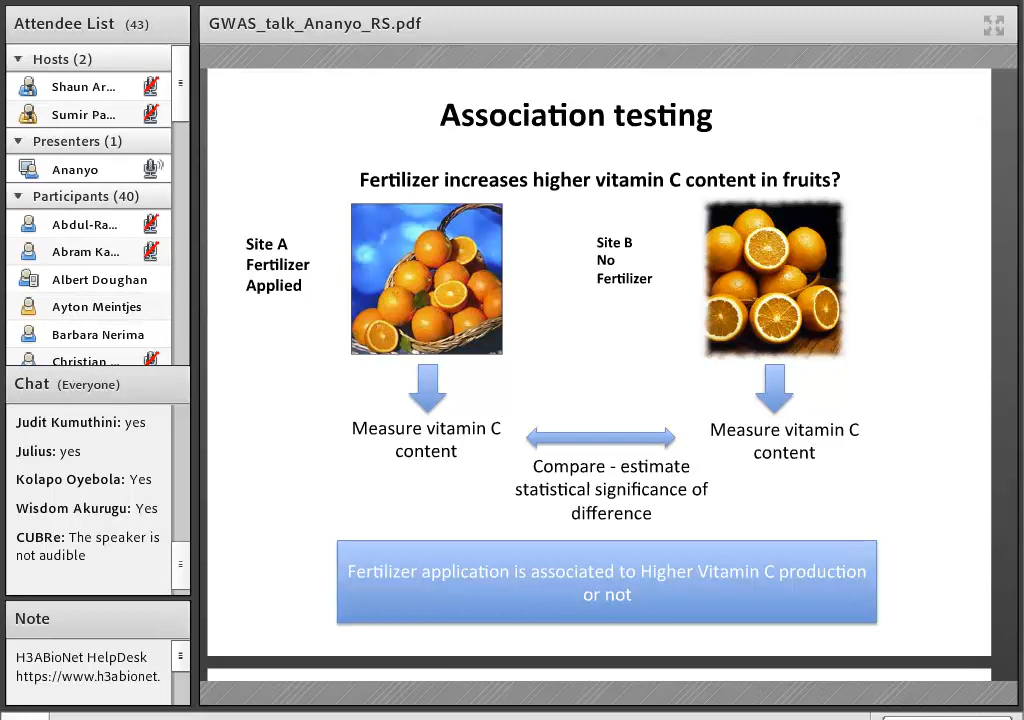 Attendee List (43)
Hosts (2)
Shaun Ar...
Sumir Pa...
Presenters (1)
Ananyo
Participants (40)
Abdul-Ra...
Abram Ka...
Albert Doughan
Ayton Meintjes
Barbara Nerima
Christian ...
Chat (Everyone)
Judit Kumuthini: yes
Julius: yes
Kolapo Oyebola: Yes
Wisdom Akurugu: Yes
CUBRe: The speaker is
not audible
Note
H3ABioNet HelpDesk
https://www.h3abionet.
GWAS_talk_Ananyo_RS.pdf
Association testing
Fertilizer increases higher vitamin C content in fruits?
Site A
Fertilizer
Applied
Site B
No
Fertilizer
Measure vitamin C
content
Measure vitamin C
content
Compare - estimate
statistical significance of
difference
Fertilizer application is associated to Higher Vitamin C production
or not